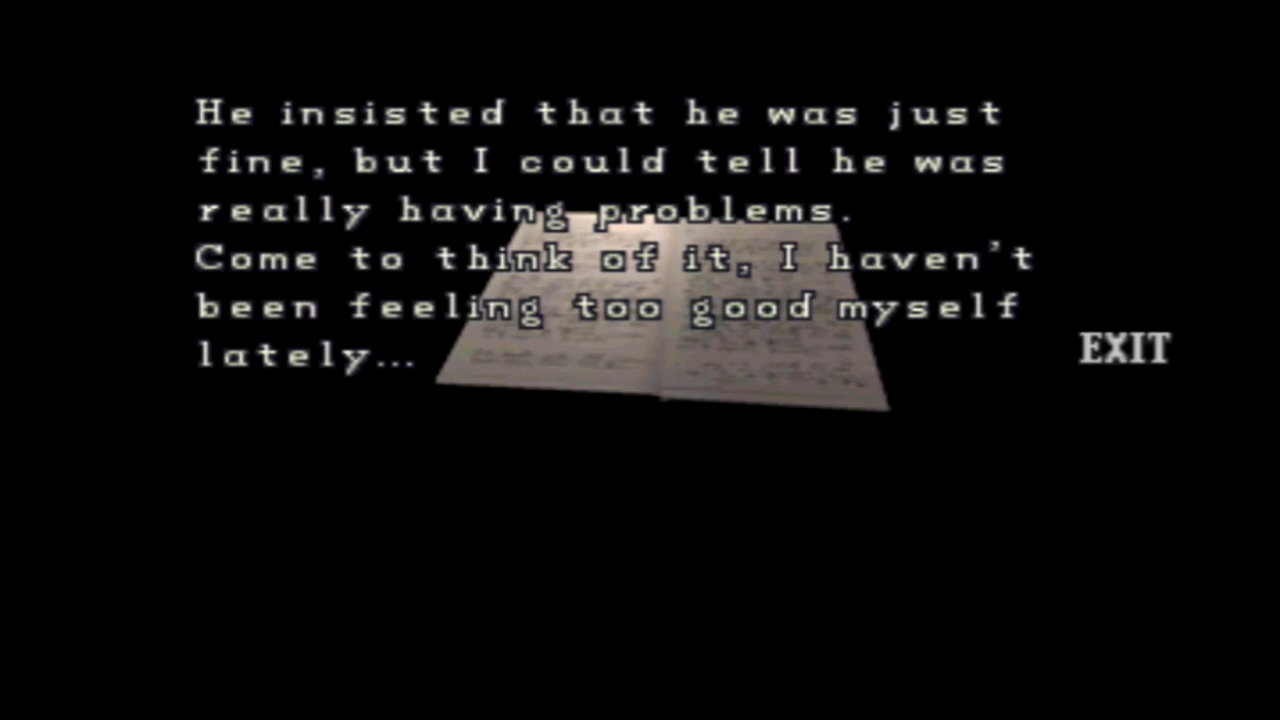 He insisted that he was just
fine, but I could tell he was
really having problems.
Come to think of it, I haven't
been feeling too good myself
lately...
EXIT